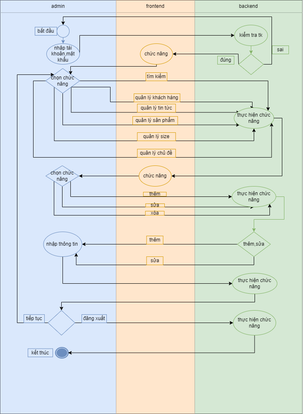 admin
frontend
backend
bắt đầu
nhập tài
khoản mật
khẩu
chức năng
kiểm tra tk
sai
đúng
chọn chức
năng
tìm kiếm
quản lý khách hàng
quản lý tin tức
quản lý sản phẩm
quản lý size
quản lý chủ đề
thực hiện chức
năng
chọn chức
năng
chức năng
thêm
sửa
xóa
thực hiện chức
năng
nhập thông tin
thêm
sửa
thêm,sửa
thực hiện chức
năng
tiếp tục
đăng xuất
thực hiện chức
năng
kết thúc